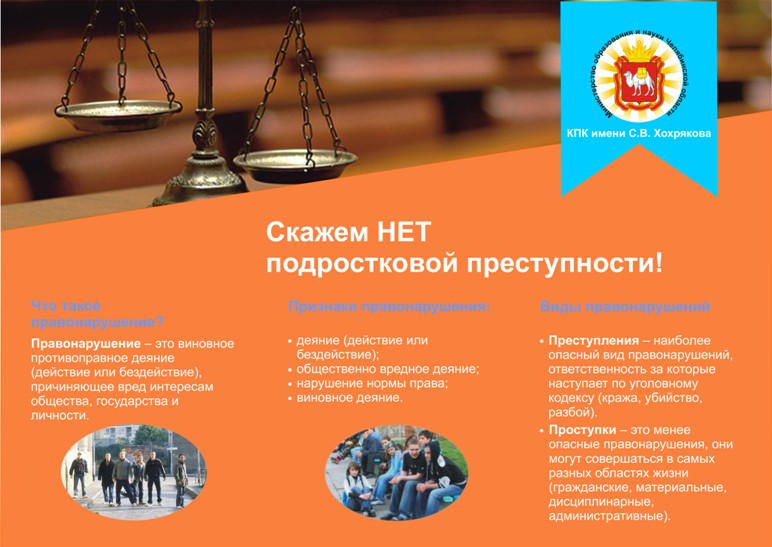 Министерство образования и науки Челябинской области
КПК имени С.В. Хохрякова
Скажем НЕТ
подростковой преступности!
Что такое
правонарушение?
Правонарушение – это виновное
противоправное деяние
(действие или бездействие),
причиняющее вред интересам
общества, государства и
личности.
Признаки правонарушения:
• деяние (действие или
бездействие);
• общественно вредное деяние;
• нарушение нормы права;
• виновное деяние.
Виды правонарушений
• Преступления – наиболее
опасный вид правонарушений,
ответственность за которые
наступает по уголовному
кодексу (кража, убийство,
разбой).
• Проступки – это менее
опасные правонарушения, они
могут совершаться в самых
разных областях жизни
(гражданские, материальные,
дисциплинарные,
административные).